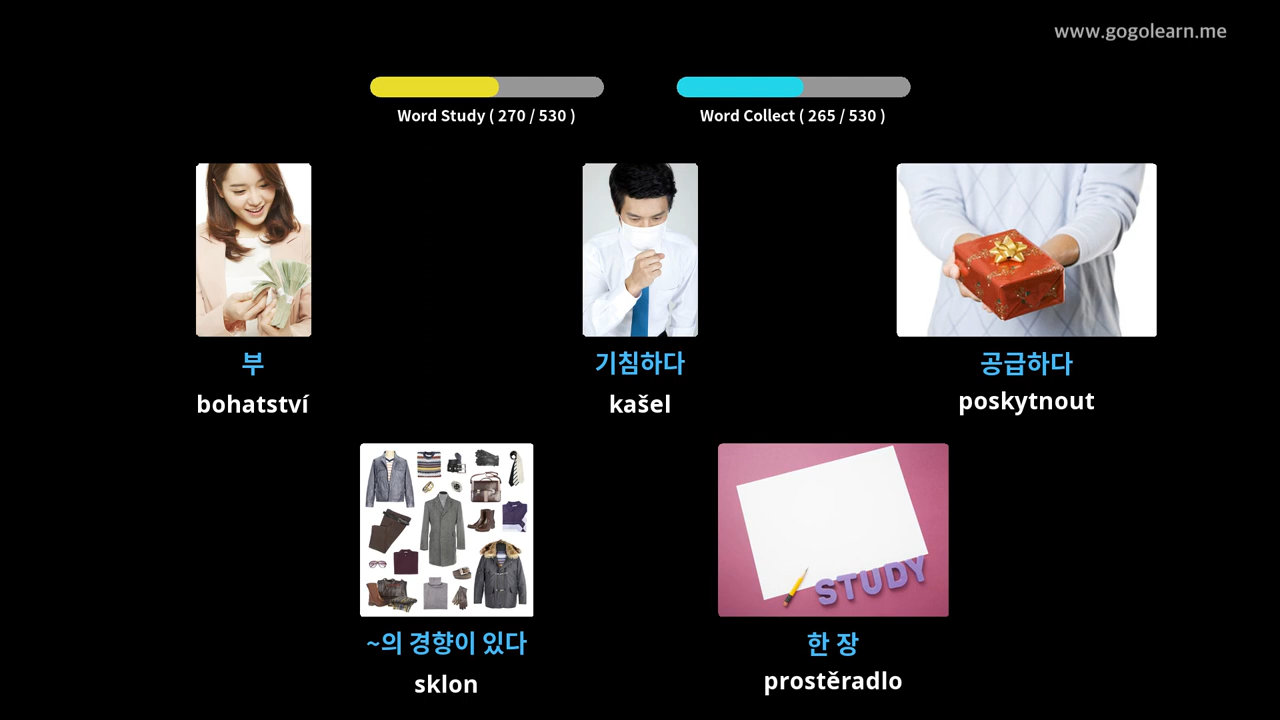 www.gogolearn.me
Word Study ( 270 / 530 )
Word Collect ( 265 / 530 )
부
bohatství
기침하다
kašel
공급하다
poskytnout
~의 경향이 있다
sklon
STUDY
한 장
prostěradlo